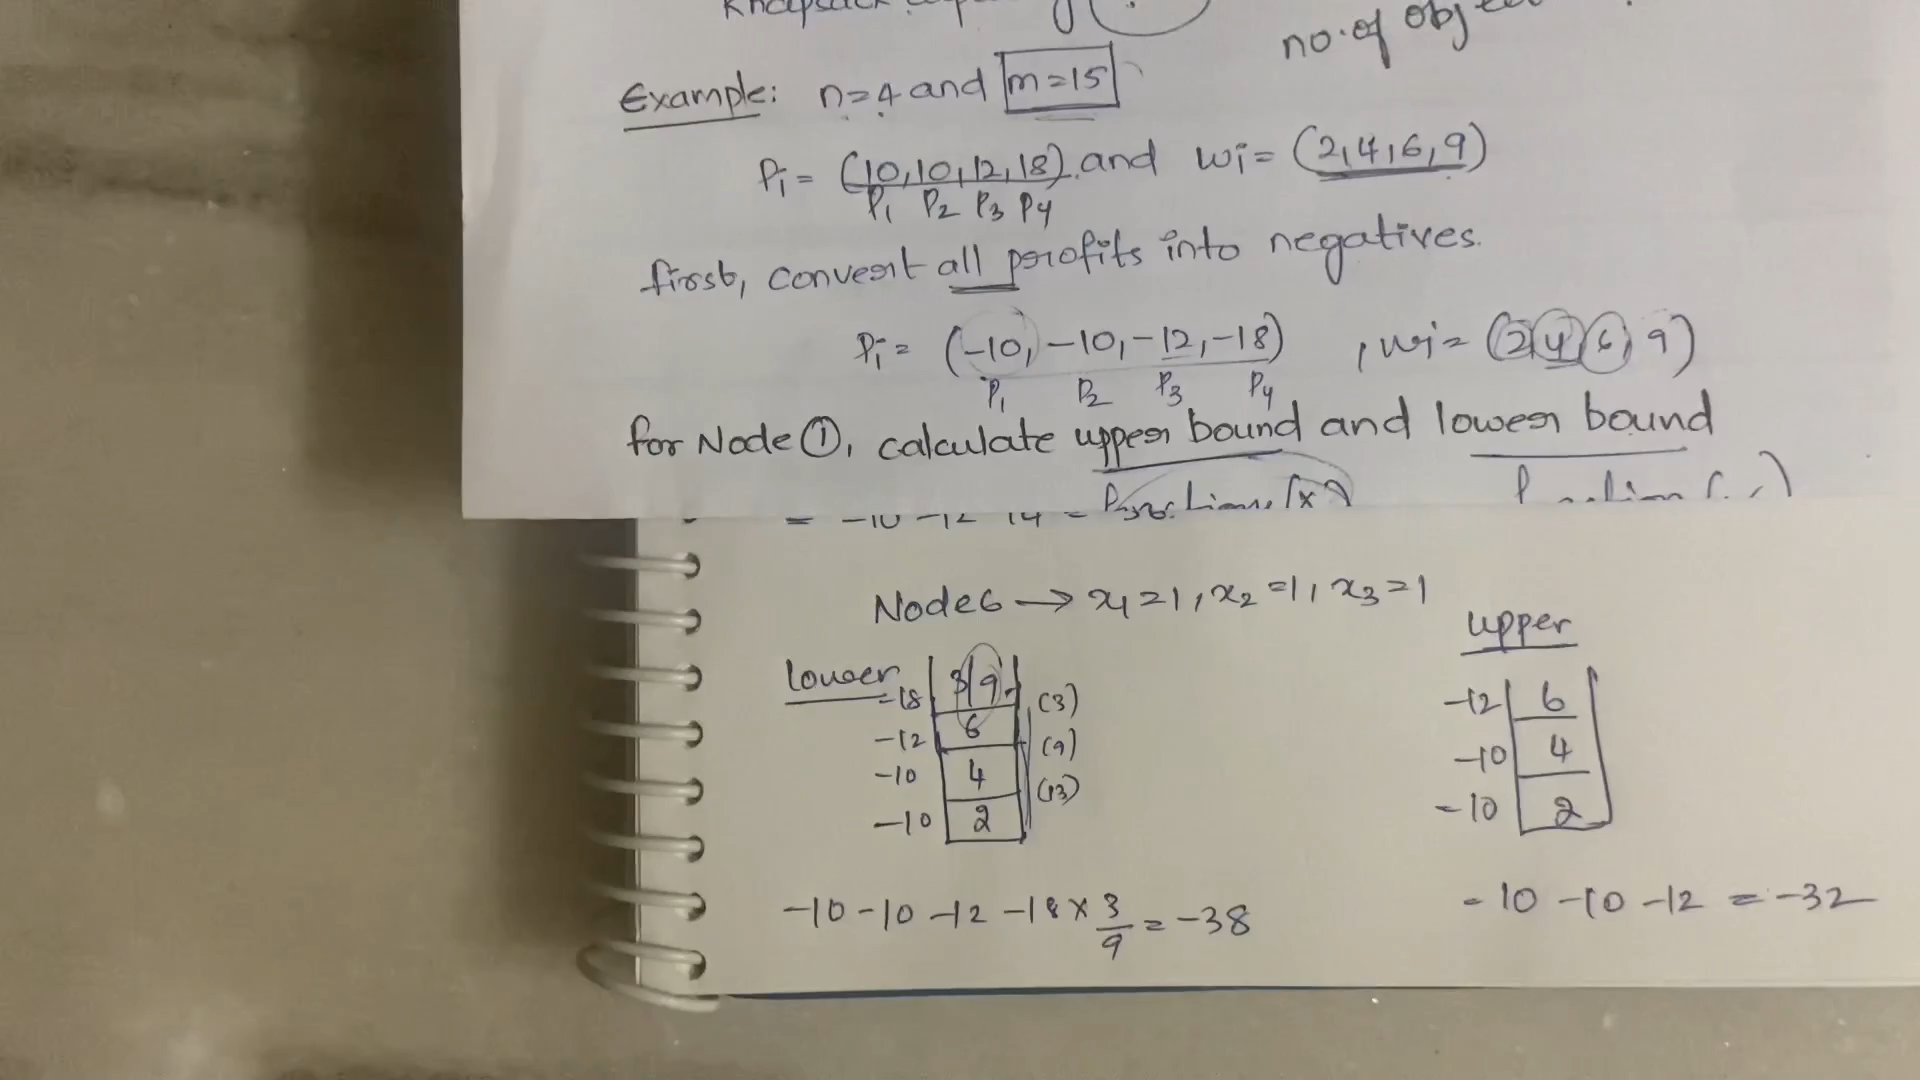 Knapsack
no. of
Example: n=4 and m=15
Pi = (10,10,12,18) and wi= (2,4,6,9)
P1 P2 P3 P4
first, convert all profits into negatives.
Pi = (-10, -10, -12, -18) , wi= (2,4,6,9)
P1 P2 P3 P4
for Node ①, calculate upper bound and lower bound
Node6 → x1=1, x2=1, x3=1
upper
lower
-18 3/9 (3)
-12 6 (9)
-10 4 (13)
-10 2
-12 6
-10 4
-10 2
-10-10-12-18×3/9=-38
-10-10-12=-32